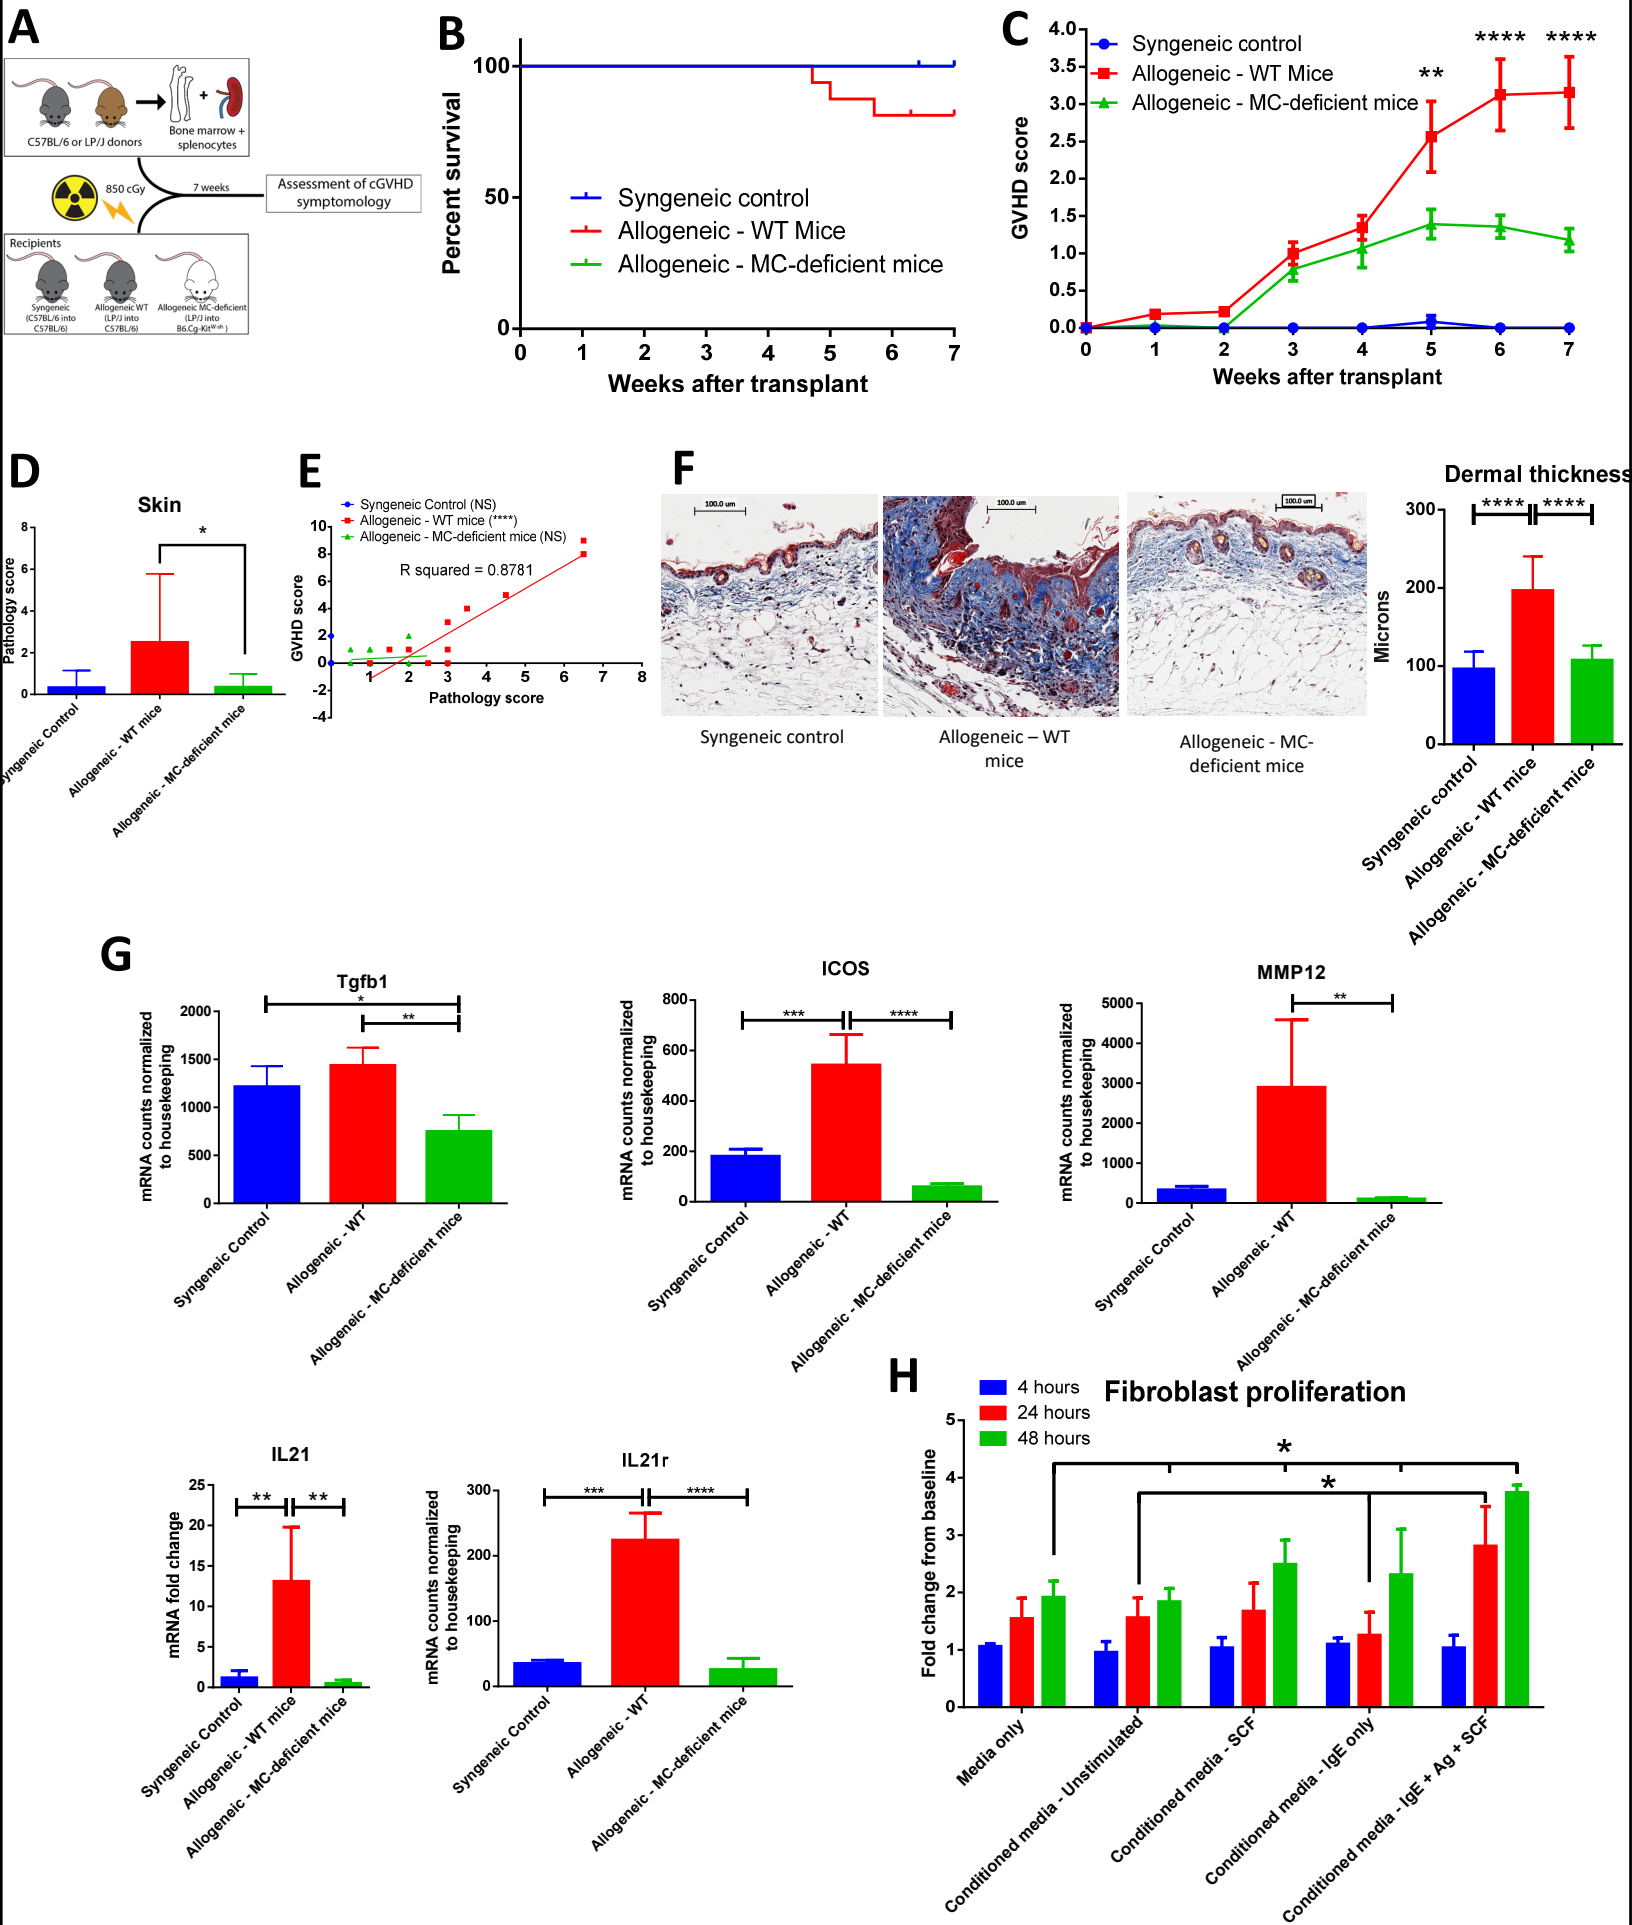 A
C57BL/6 or LP/J donors
+
Bone marrow +
splenocytes
850 cGy
7 weeks
Assessment of cGVHD
symptomology
Recipients
Syngeneic
(C57BL/6 into
C57BL/6)
Allogeneic WT
(LP/J into
C57BL/6)
Allogeneic MC-deficient
(LP/J into
B6.Cg-Kitᵂ⁻ˢʰ)
B
Percent survival
100
50
0
Syngeneic control
Allogeneic - WT Mice
Allogeneic - MC-deficient mice
0 1 2 3 4 5 6 7
Weeks after transplant
C
GVHD score
4.0
3.5
3.0
2.5
2.0
1.5
1.0
0.5
0.0
Syngeneic control
Allogeneic - WT Mice
Allogeneic - MC-deficient mice
** **** ****
0 1 2 3 4 5 6 7
Weeks after transplant
D
Skin
Pathology score
8
6
4
2
0
*
Syngeneic Control
Allogeneic - WT mice
Allogeneic - MC-deficient mice
E
Syngeneic Control (NS)
Allogeneic - WT mice (****)
Allogeneic - MC-deficient mice (NS)
R squared = 0.8781
GVHD score
10
8
6
4
2
0
-2
-4
1 2 3 4 5 6 7 8
Pathology score
F
100.0 um
100.0 um
100.0 um
Syngeneic control
Allogeneic – WT
mice
Allogeneic - MC-
deficient mice
Dermal thickness
**** ****
Microns
300
200
100
0
Syngeneic control
Allogeneic - WT mice
Allogeneic - MC-deficient mice
G
Tgfb1
*
**
mRNA counts normalized
to housekeeping
2000
1500
1000
500
0
Syngeneic Control
Allogeneic - WT
Allogeneic - MC-deficient mice
ICOS
*** ****
mRNA counts normalized
to housekeeping
800
600
400
200
0
Syngeneic Control
Allogeneic - WT
Allogeneic - MC-deficient mice
MMP12
**
mRNA counts normalized
to housekeeping
5000
4000
3000
2000
1000
0
Syngeneic Control
Allogeneic - WT
Allogeneic - MC-deficient mice
IL21
** **
mRNA fold change
25
20
15
10
5
0
Syngeneic Control
Allogeneic - WT mice
Allogeneic - MC-deficient mice
IL21r
*** ****
mRNA counts normalized
to housekeeping
300
200
100
0
Syngeneic Control
Allogeneic - WT
Allogeneic - MC-deficient mice
H
4 hours
24 hours
48 hours
Fibroblast proliferation
*
*
Fold change from baseline
5
4
3
2
1
0
Media only
Conditioned media - Unstimulated
Conditioned media - SCF
Conditioned media - IgE only
Conditioned media - IgE + Ag + SCF